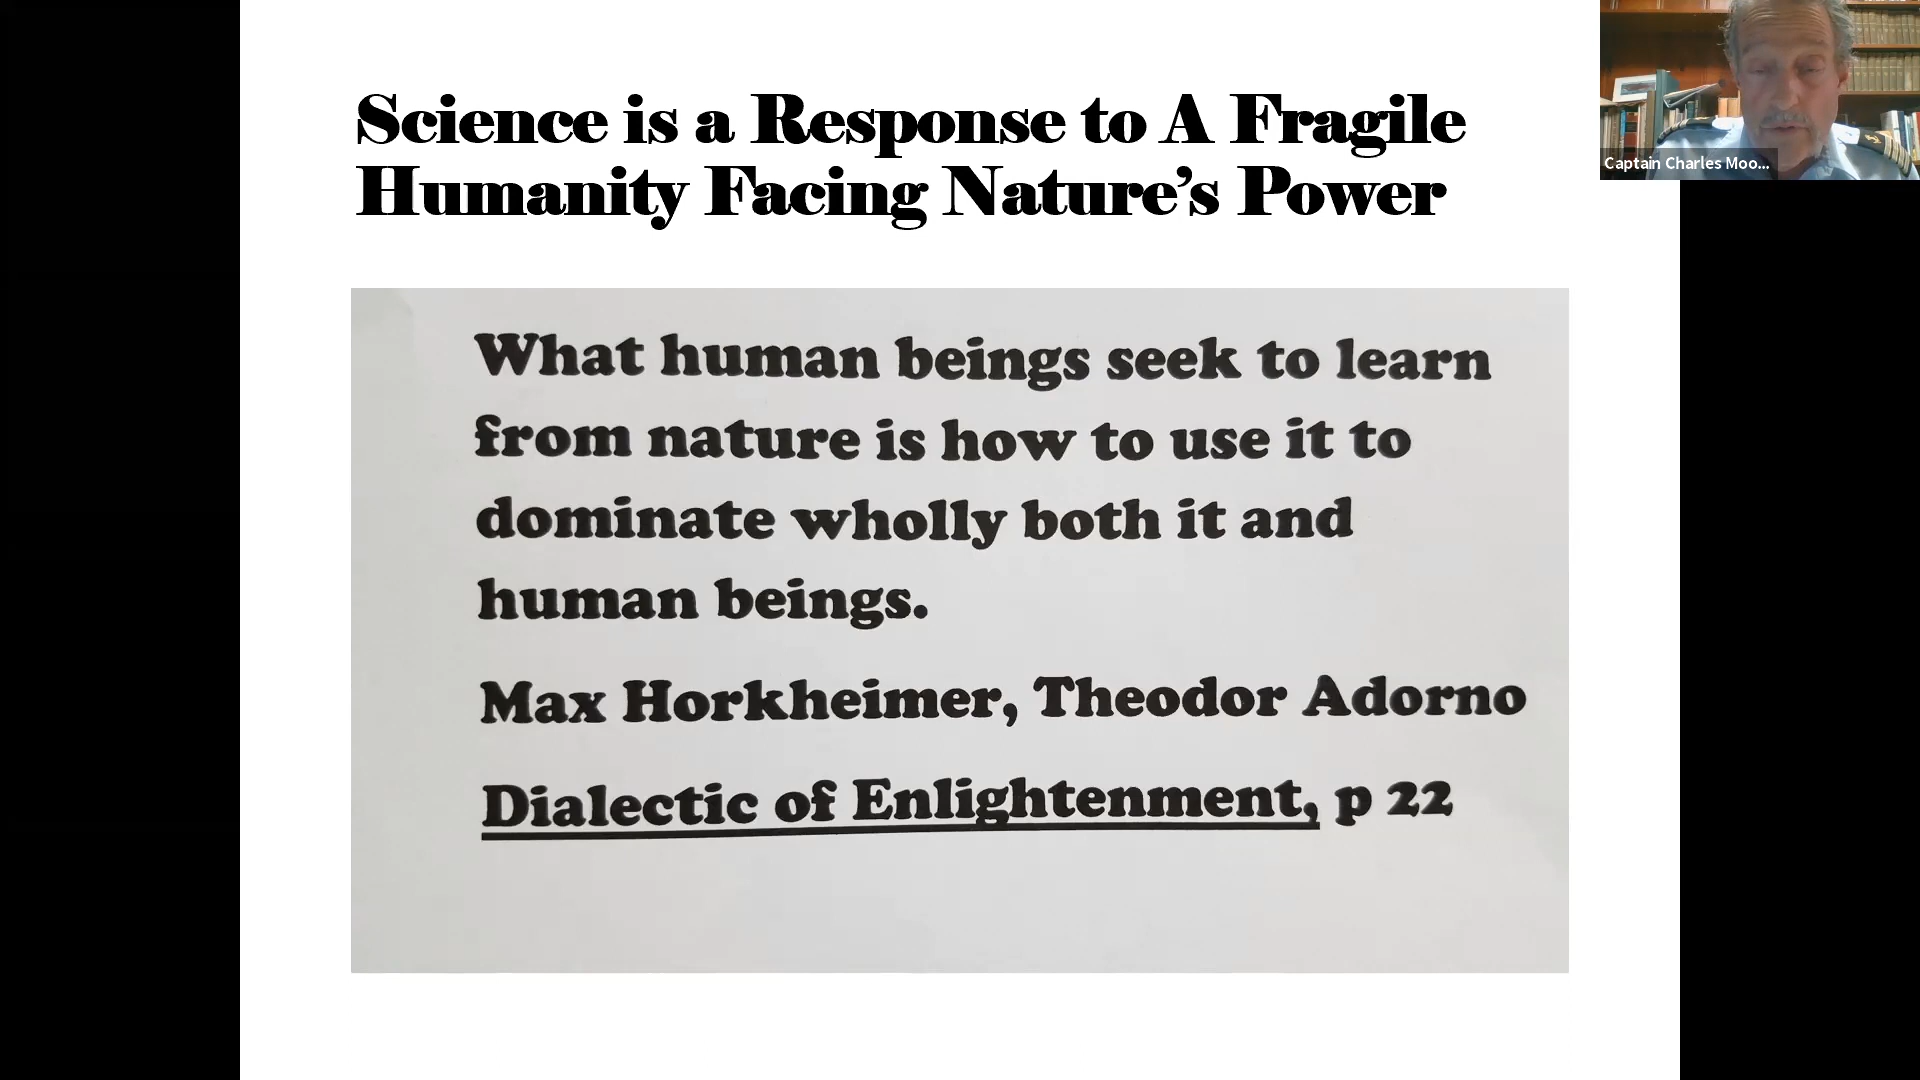 Science is a Response to A Fragile
Humanity Facing Nature's Power
What human beings seek to learn
from nature is how to use it to
dominate wholly both it and
human beings.
Max Horkheimer, Theodor Adorno
Dialectic of Enlightenment, p 22
Captain Charles Moo...